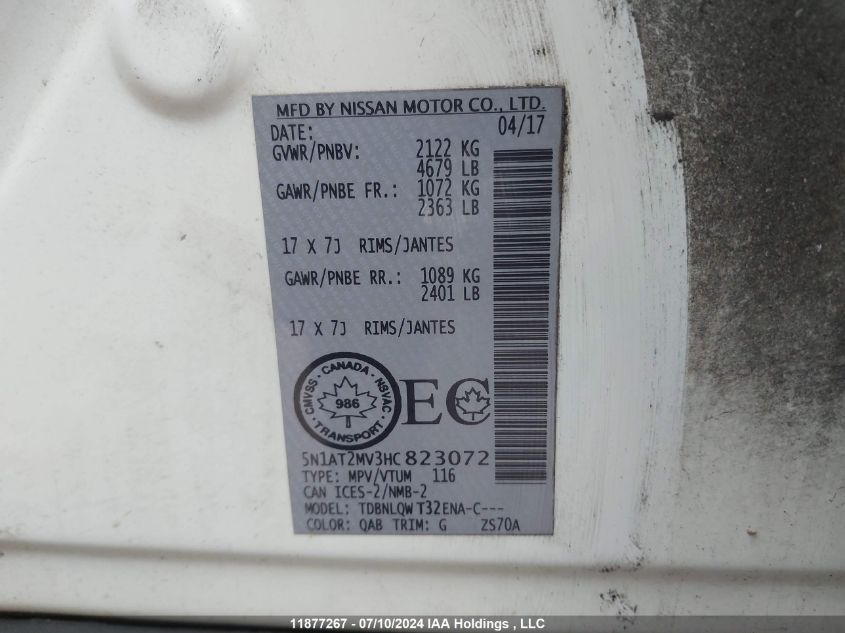 MFD BY NISSAN MOTOR CO., LTD.
DATE: 04/17
GVWR/PNBV: 2122 KG
4679 LB
GAWR/PNBE FR.: 1072 KG
2363 LB
17 X 7J RIMS/JANTES
GAWR/PNBE RR.: 1089 KG
2401 LB
17 X 7J RIMS/JANTES
CMVSS · CANADA · NSVAC · TRANSPORT ·
986
EC
5N1AT2MV3HC823072
TYPE: MPV/VTUM 116
CAN ICES-2/NMB-2
MODEL: TDBNLQW T32ENA-C---
COLOR: QAB TRIM: G ZS70A
11877267 - 07/10/2024 IAA Holdings , LLC